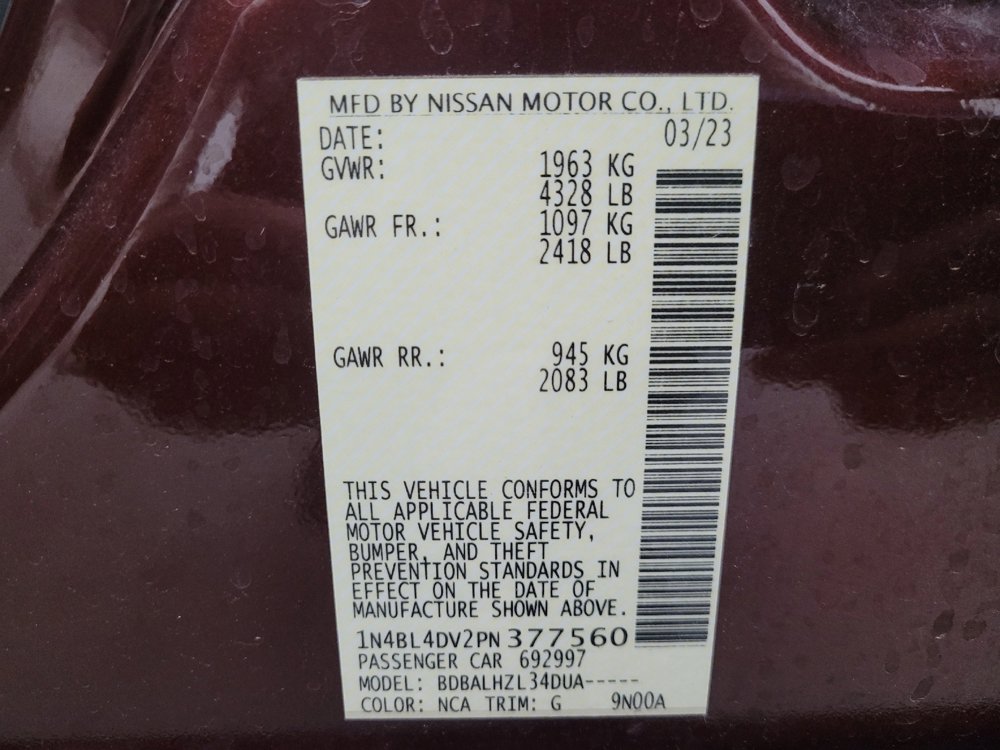 MFD BY NISSAN MOTOR CO., LTD.
DATE: 03/23
GVWR: 1963 KG
4328 LB
GAWR FR.: 1097 KG
2418 LB
GAWR RR.: 945 KG
2083 LB
THIS VEHICLE CONFORMS TO
ALL APPLICABLE FEDERAL
MOTOR VEHICLE SAFETY,
BUMPER, AND THEFT
PREVENTION STANDARDS IN
EFFECT ON THE DATE OF
MANUFACTURE SHOWN ABOVE.
1N4BL4DV2PN377560
PASSENGER CAR 692997
MODEL: BDBALHZL34DUA-----
COLOR: NCA TRIM: G 9N00A